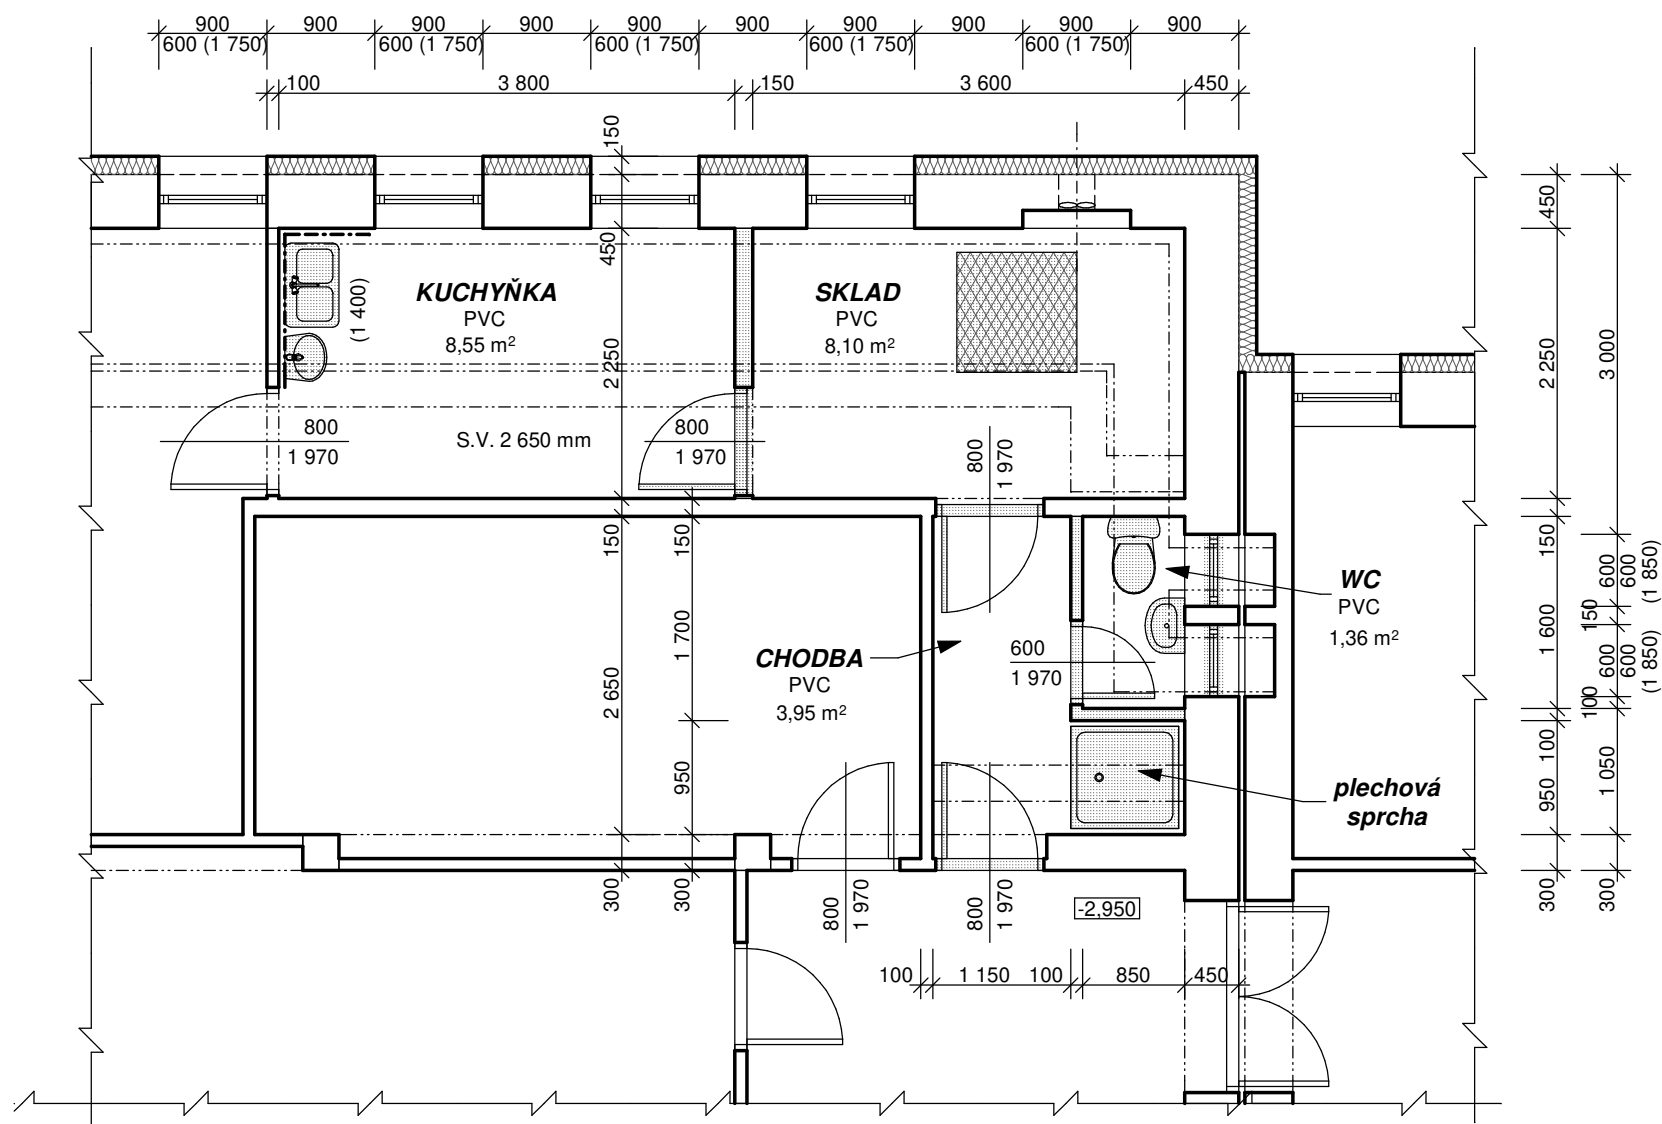 900 900 900 900 900 900 900 900 900 900
600 (1 750) 600 (1 750) 600 (1 750) 600 (1 750) 600 (1 750)
100 3 800 150 3 600 450
150
450
450
KUCHYŇKA
PVC
8,55 m²
(1 400)
SKLAD
PVC
8,10 m²
2 250
2 250
3 000
800
1 970
S.V. 2 650 mm
800
1 970
800
1 970
150
150
150
600
600
(1 850)
WC
PVC
1,36 m²
1 700
1 600
150
CHODBA
PVC
3,95 m²
600
1 970
600
600
(1 850)
2 650
100
950
100
1 050
950
plechová
sprcha
300
300
800
1 970
800
1 970
-2,950
300
300
100 1 150 100 850 450